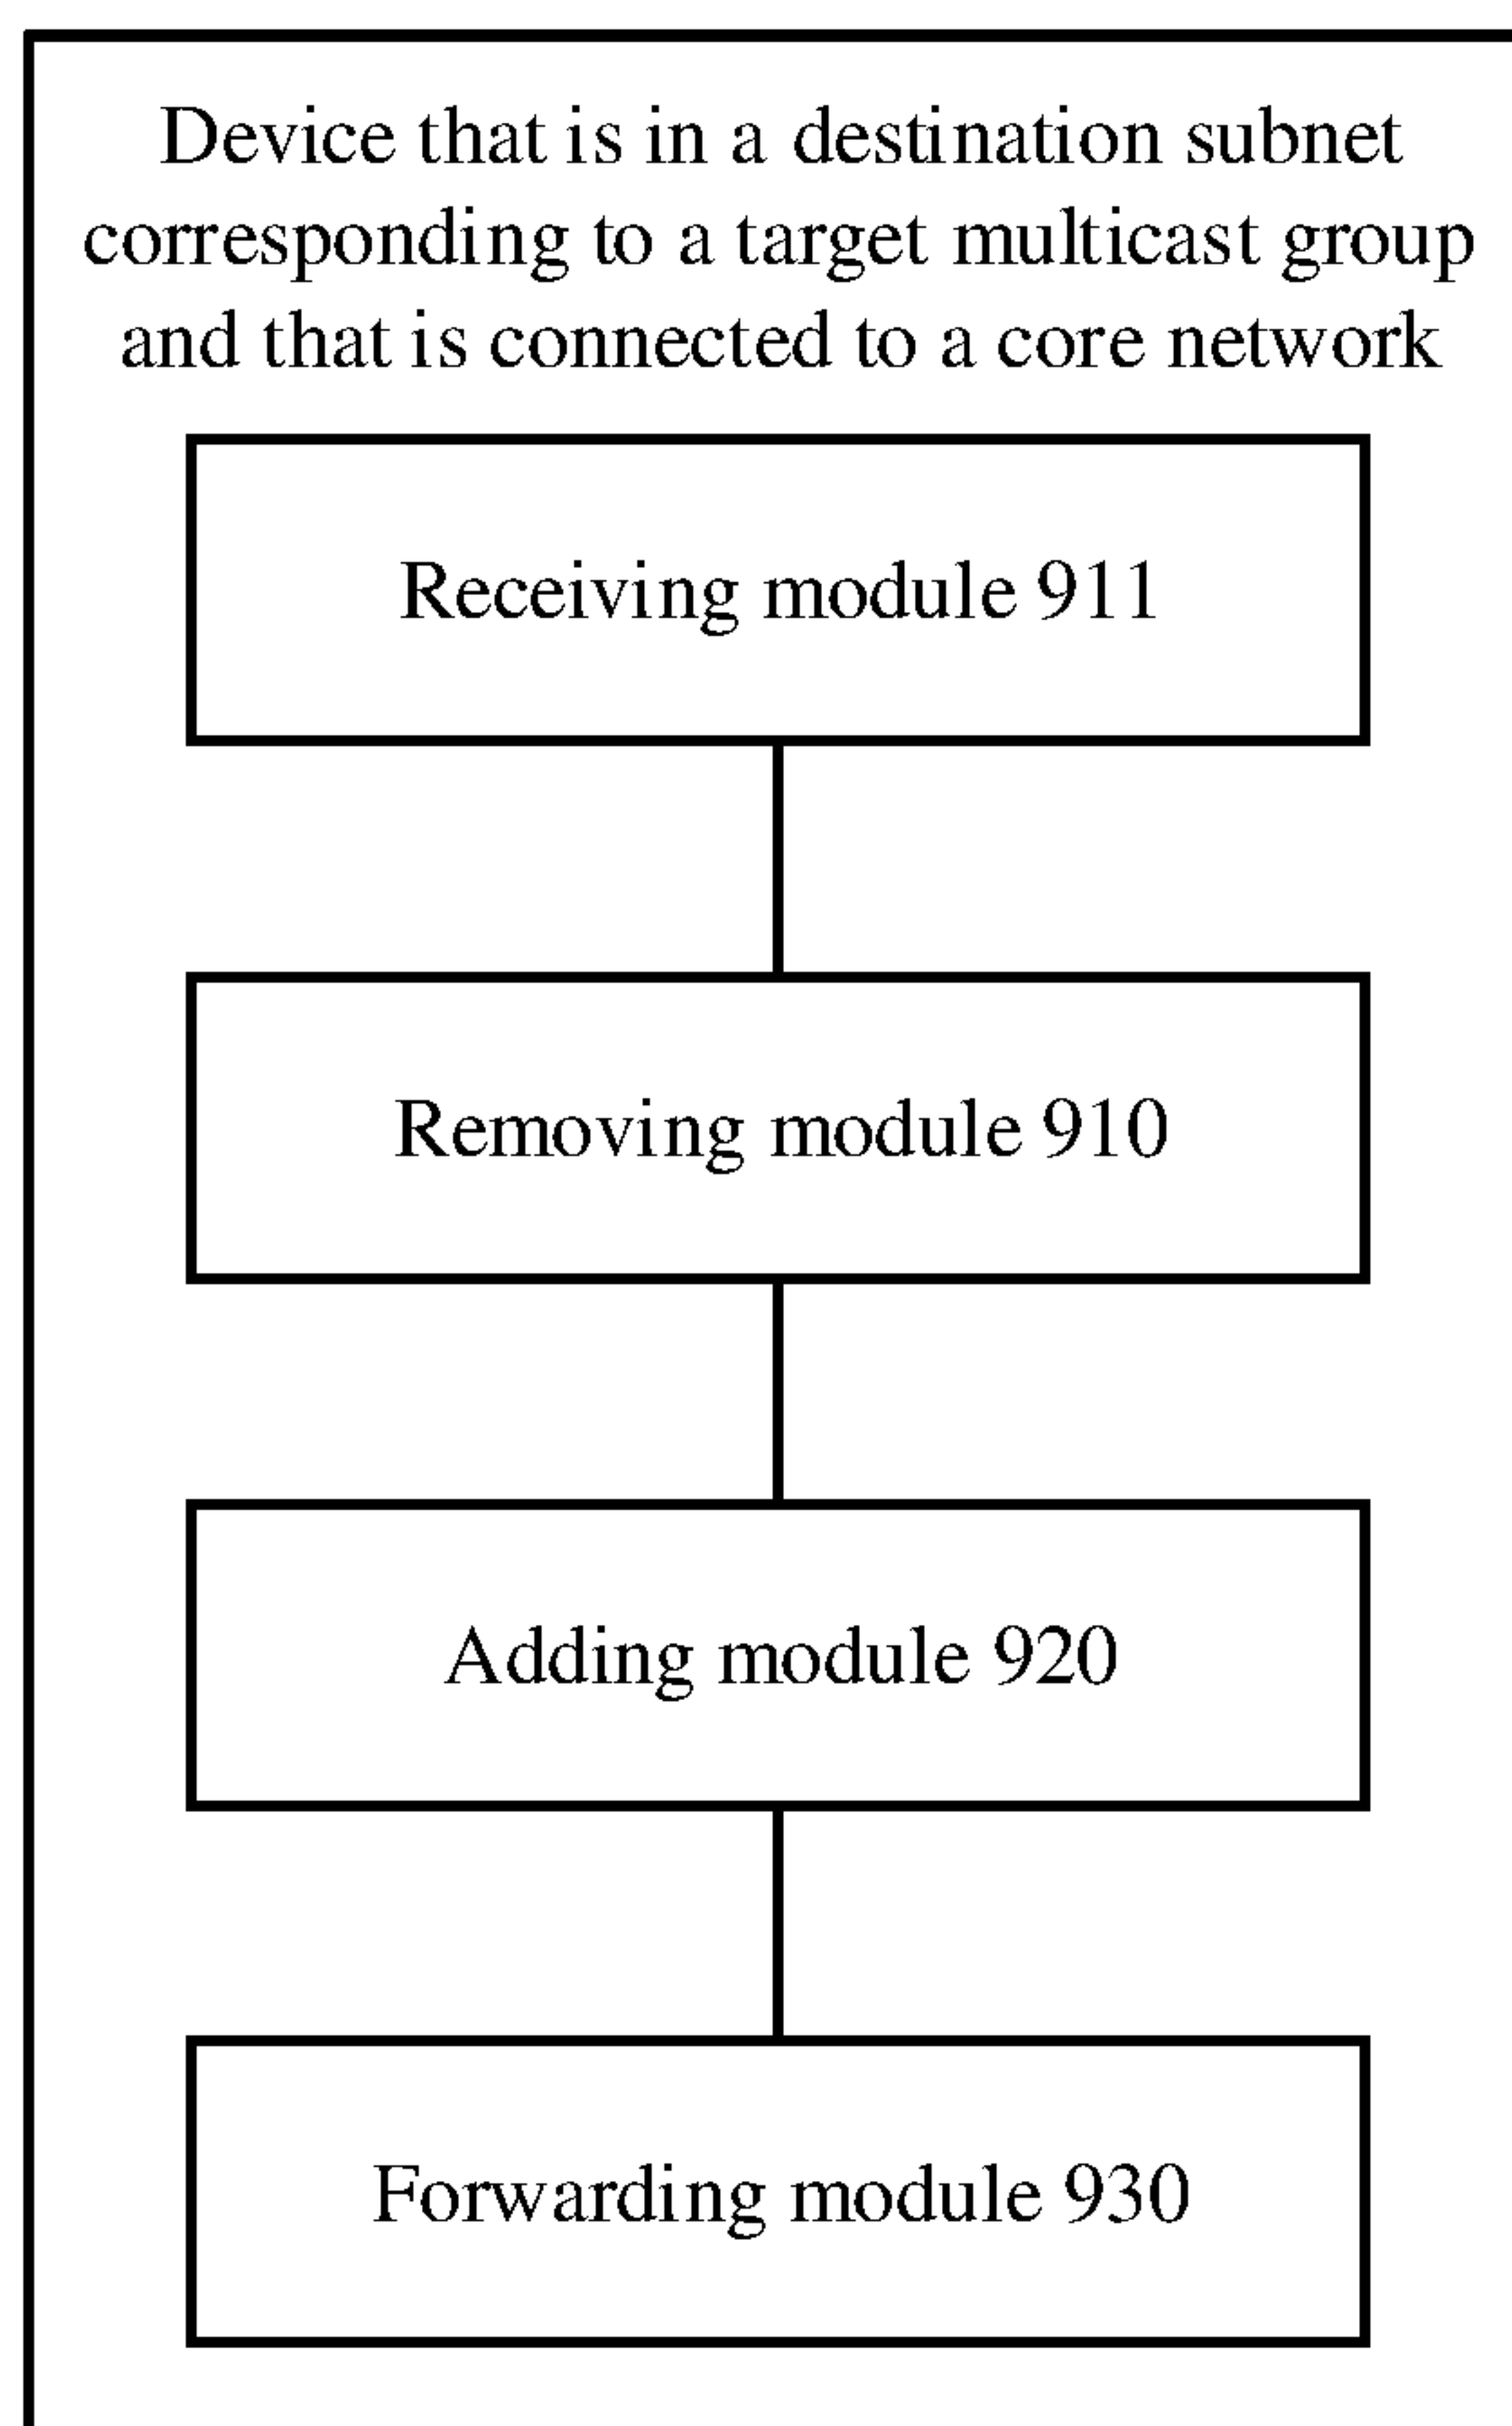 Device that is in a destination subnet
corresponding to a target multicast group
and that is connected to a core network
Receiving module 911
Removing module 910
Adding module 920
Forwarding module 930